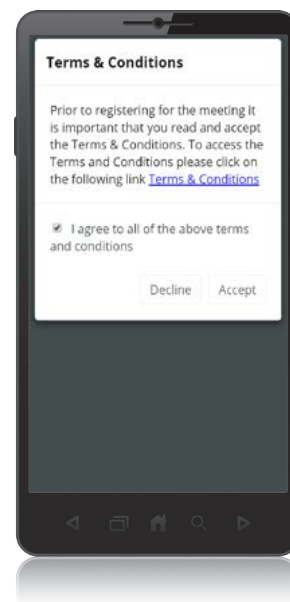 Terms & Conditions
Prior to registering for the meeting it
is important that you read and accept
the Terms & Conditions. To access the
Terms and Conditions please click on
the following link Terms & Conditions
I agree to all of the above terms
and conditions
Decline Accept